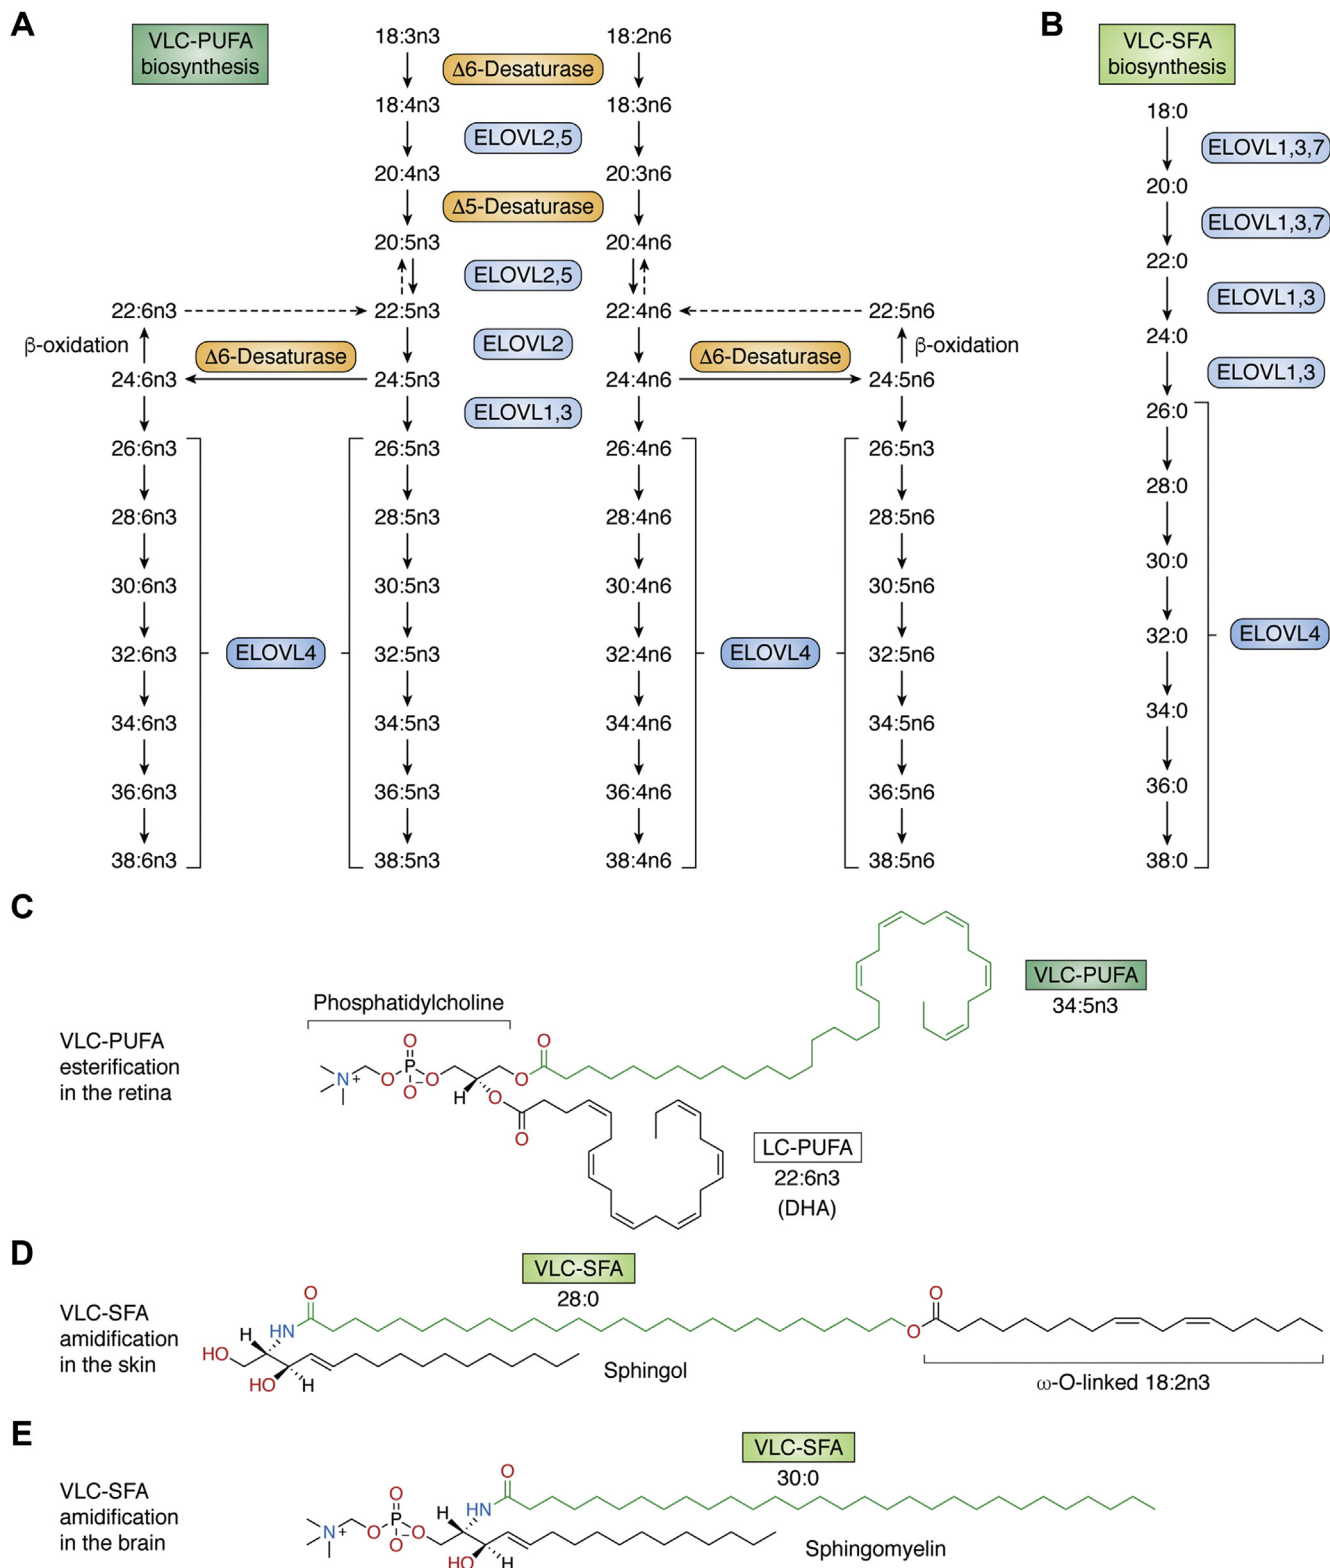 A
VLC-PUFA
biosynthesis
18:3n3
18:2n6
Δ6-Desaturase
18:4n3
18:3n6
ELOVL2,5
20:4n3
20:3n6
Δ5-Desaturase
20:5n3
20:4n6
ELOVL2,5
22:6n3
22:5n3
22:4n6
22:5n6
β-oxidation
Δ6-Desaturase
ELOVL2
Δ6-Desaturase
β-oxidation
24:6n3
24:5n3
24:4n6
24:5n6
ELOVL1,3
26:6n3
26:5n3
26:4n6
26:5n3
28:6n3
28:5n3
28:4n6
28:5n6
30:6n3
30:5n3
30:4n6
30:5n6
32:6n3
ELOVL4
32:5n3
32:4n6
ELOVL4
32:5n6
34:6n3
34:5n3
34:4n6
34:5n6
36:6n3
36:5n3
36:4n6
36:5n6
38:6n3
38:5n3
38:4n6
38:5n6
B
VLC-SFA
biosynthesis
18:0
ELOVL1,3,7
20:0
ELOVL1,3,7
22:0
ELOVL1,3
24:0
ELOVL1,3
26:0
28:0
30:0
32:0
ELOVL4
34:0
36:0
38:0
C
VLC-PUFA
esterification
in the retina
Phosphatidylcholine
VLC-PUFA
34:5n3
O
O
N+
O
P
O
O
O-
H
O
O
LC-PUFA
22:6n3
(DHA)
D
VLC-SFA
amidification
in the skin
VLC-SFA
28:0
O
O
H
HN
O
HO
HO
H
Sphingol
ω-O-linked 18:2n3
E
VLC-SFA
amidification
in the brain
VLC-SFA
30:0
O
O
H
HN
N+
O
P
O
O-
HO
H
Sphingomyelin